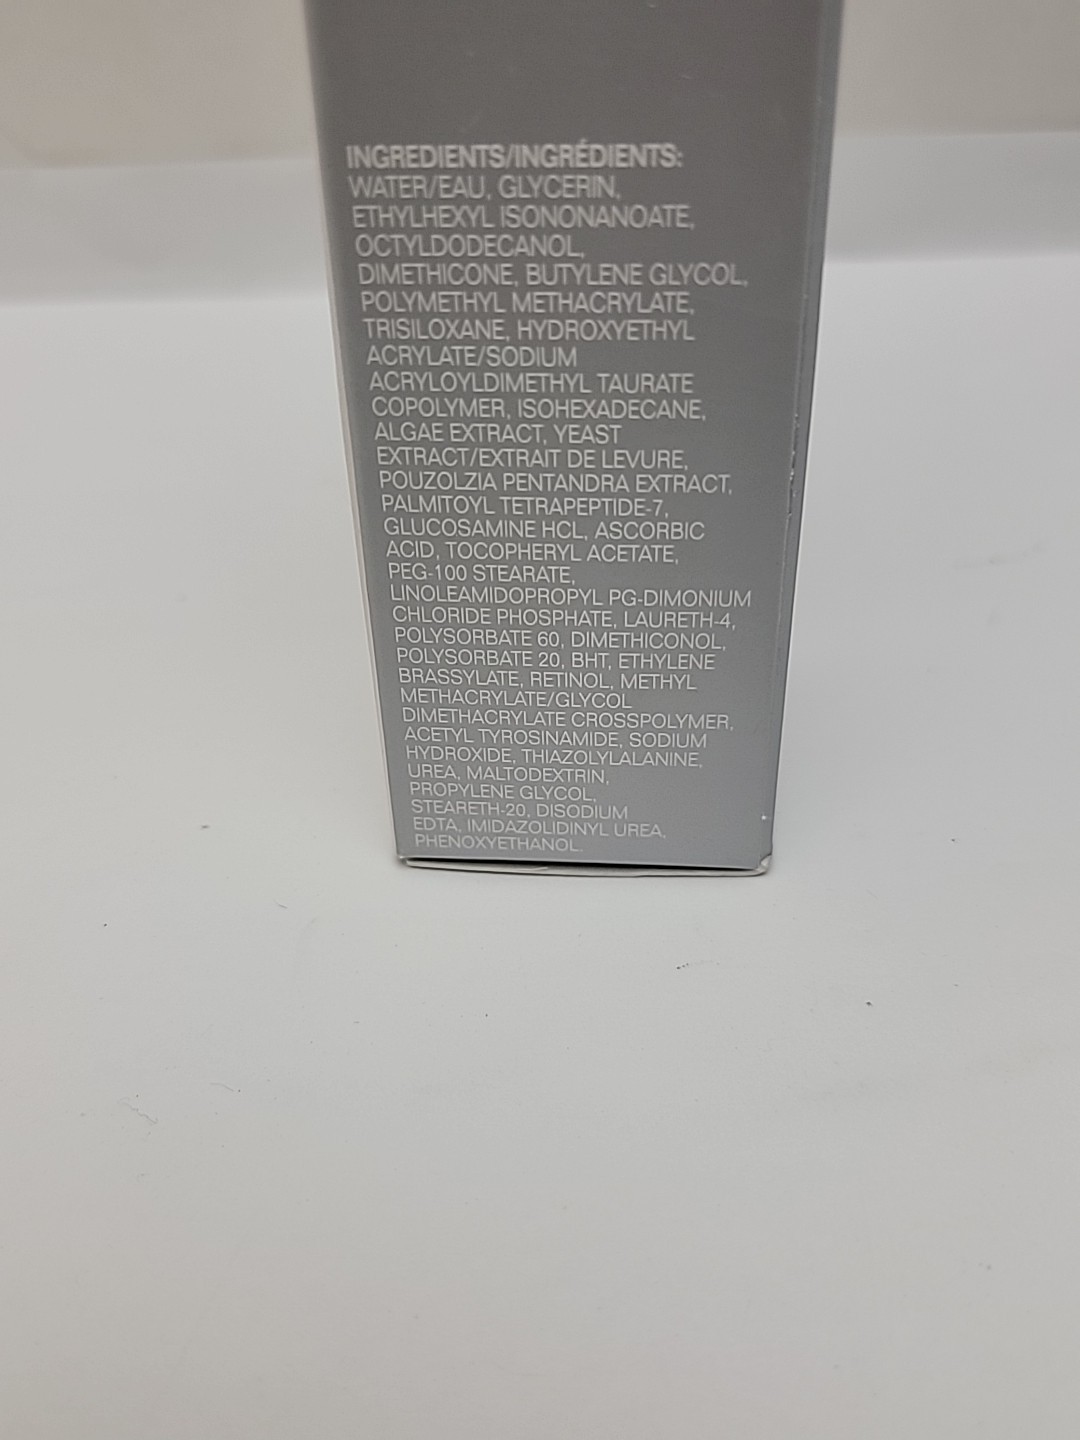 INGREDIENTS/INGRÉDIENTS:
WATER/EAU, GLYCERIN,
ETHYLHEXYL ISONONANOATE,
OCTYLDODECANOL,
DIMETHICONE, BUTYLENE GLYCOL,
POLYMETHYL METHACRYLATE,
TRISILOXANE, HYDROXYETHYL
ACRYLATE/SODIUM
ACRYLOYLDIMETHYL TAURATE
COPOLYMER, ISOHEXADECANE,
ALGAE EXTRACT, YEAST
EXTRACT/EXTRAIT DE LEVURE,
POUZOLZIA PENTANDRA EXTRACT,
PALMITOYL TETRAPEPTIDE-7,
GLUCOSAMINE HCL, ASCORBIC
ACID, TOCOPHERYL ACETATE,
PEG-100 STEARATE,
LINOLEAMIDOPROPYL PG-DIMONIUM
CHLORIDE PHOSPHATE, LAURETH-4,
POLYSORBATE 60, DIMETHICONOL,
POLYSORBATE 20, BHT, ETHYLENE
BRASSYLATE, RETINOL, METHYL
METHACRYLATE/GLYCOL
DIMETHACRYLATE CROSSPOLYMER,
ACETYL TYROSINAMIDE, SODIUM
HYDROXIDE, THIAZOLYLALANINE,
UREA, MALTODEXTRIN,
PROPYLENE GLYCOL,
STEARETH-20, DISODIUM
EDTA, IMIDAZOLIDINYL UREA,
PHENOXYETHANOL.